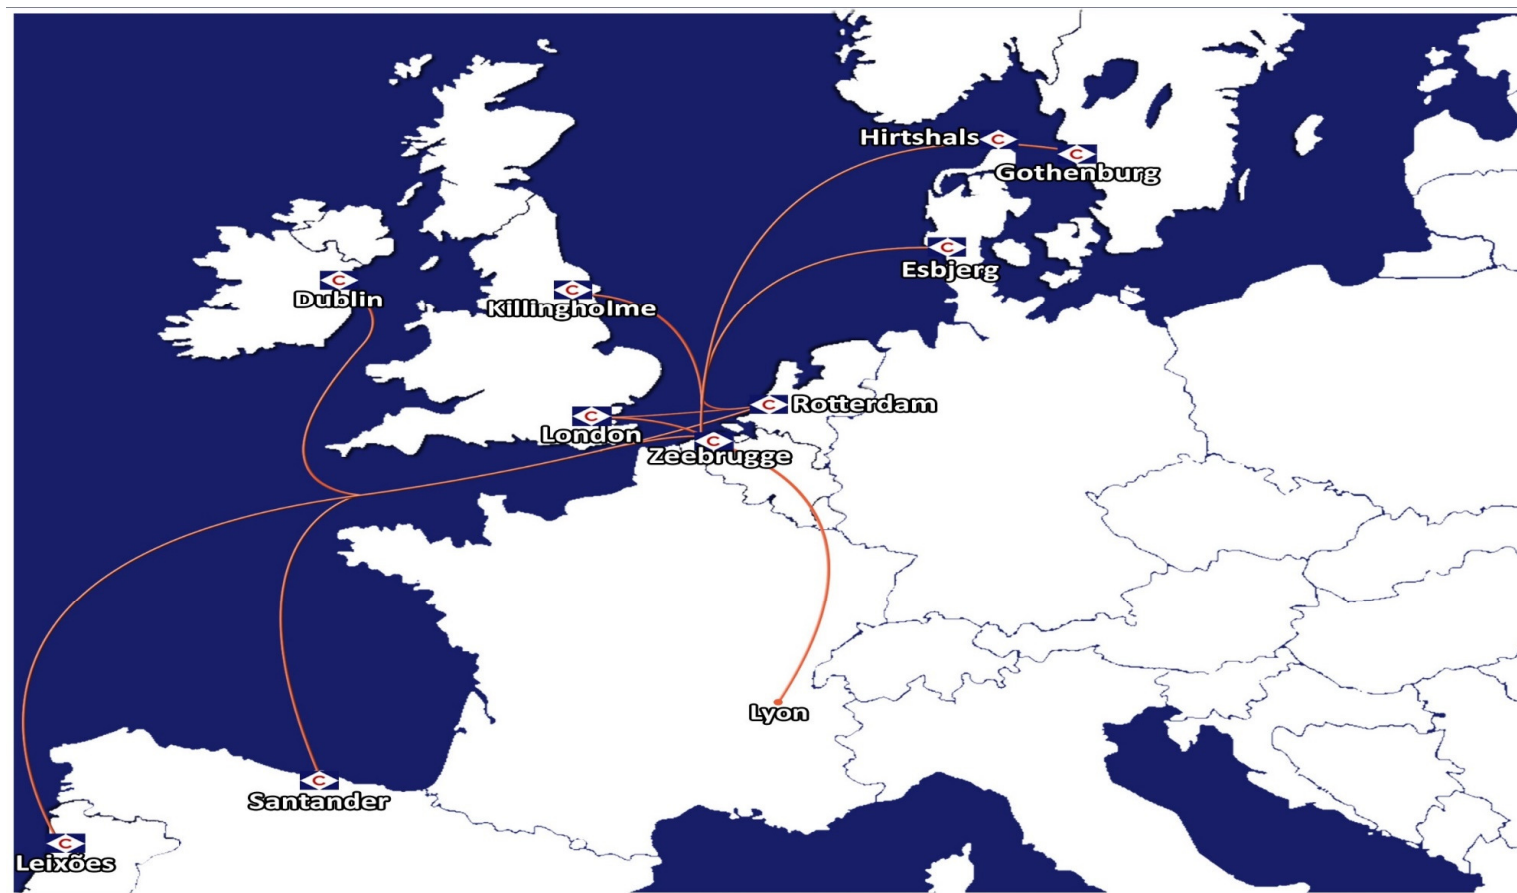 Hirtshals
Gothenburg
Esbjerg
Dublin
Killingholme
Rotterdam
London
Zeebrugge
Lyon
Santander
Leixões
C
C
C
C
C
C
C
C
C
C